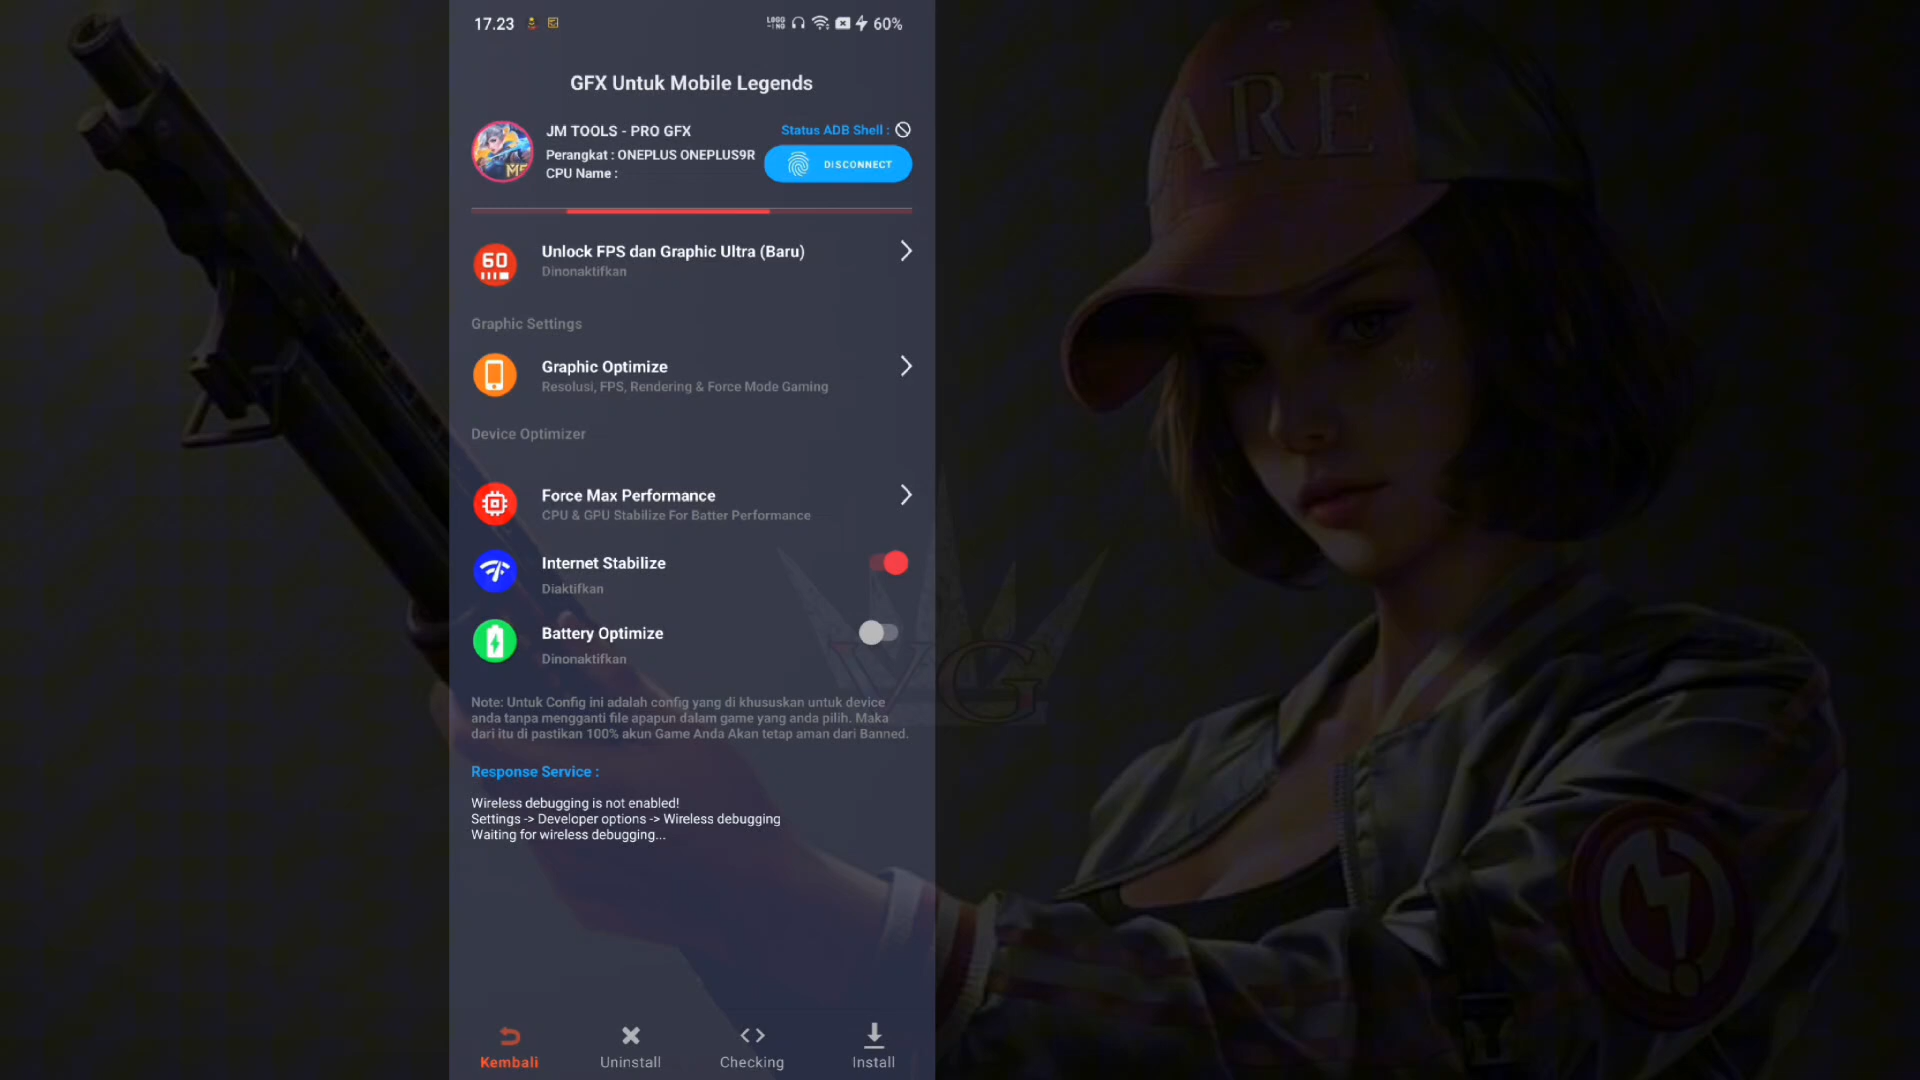 17.23
60%
GFX Untuk Mobile Legends
JM TOOLS - PRO GFX
Status ADB Shell :
Perangkat : ONEPLUS ONEPLUS9R
DISCONNECT
CPU Name :
60
Unlock FPS dan Graphic Ultra (Baru)
Dinonaktifkan
Graphic Settings
Graphic Optimize
Resolusi, FPS, Rendering & Force Mode Gaming
Device Optimizer
Force Max Performance
CPU & GPU Stabilize For Batter Performance
Internet Stabilize
Diaktifkan
Battery Optimize
Dinonaktifkan
Note: Untuk Config ini adalah config yang di khususkan untuk device
anda tanpa mengganti file apapun dalam game yang anda pilih. Maka
dari itu di pastikan 100% akun Game Anda Akan tetap aman dari Banned.
Response Service :
Wireless debugging is not enabled!
Settings -> Developer options -> Wireless debugging
Waiting for wireless debugging...
Kembali
Uninstall
Checking
Install
ARE
VG